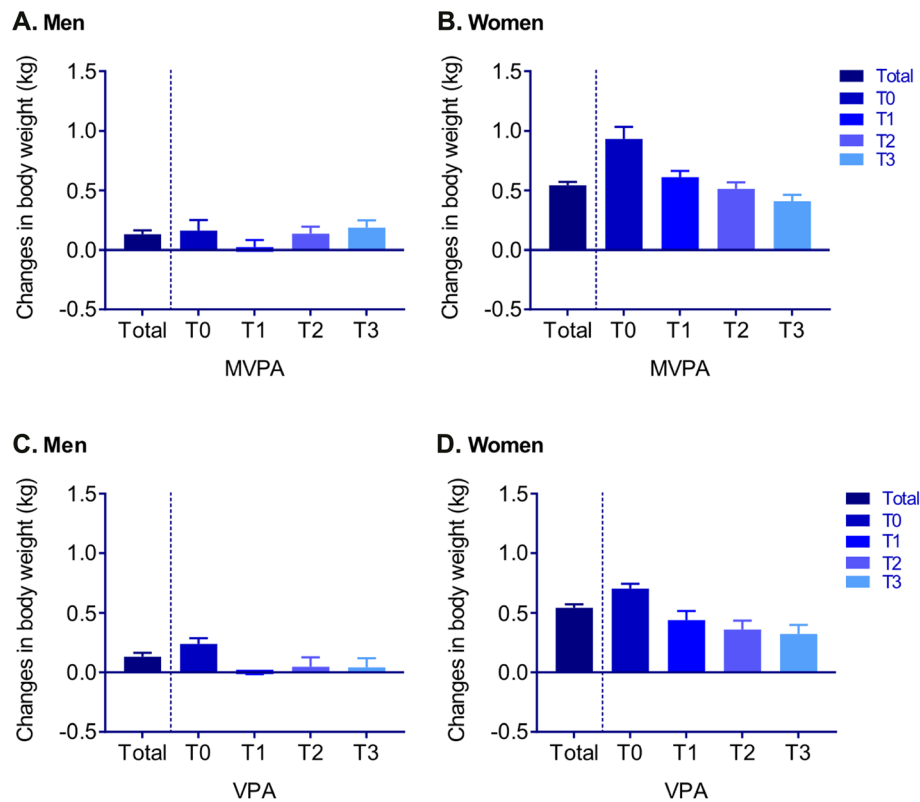 A. Men
Changes in body weight (kg)
1.5
1.0
0.5
0.0
-0.5
Total T0 T1 T2 T3
MVPA
B. Women
Changes in body weight (kg)
1.5
1.0
0.5
0.0
-0.5
Total T0 T1 T2 T3
MVPA
Total
T0
T1
T2
T3
C. Men
Changes in body weight (kg)
1.5
1.0
0.5
0.0
-0.5
Total T0 T1 T2 T3
VPA
D. Women
Changes in body weight (kg)
1.5
1.0
0.5
0.0
-0.5
Total T0 T1 T2 T3
VPA
Total
T0
T1
T2
T3